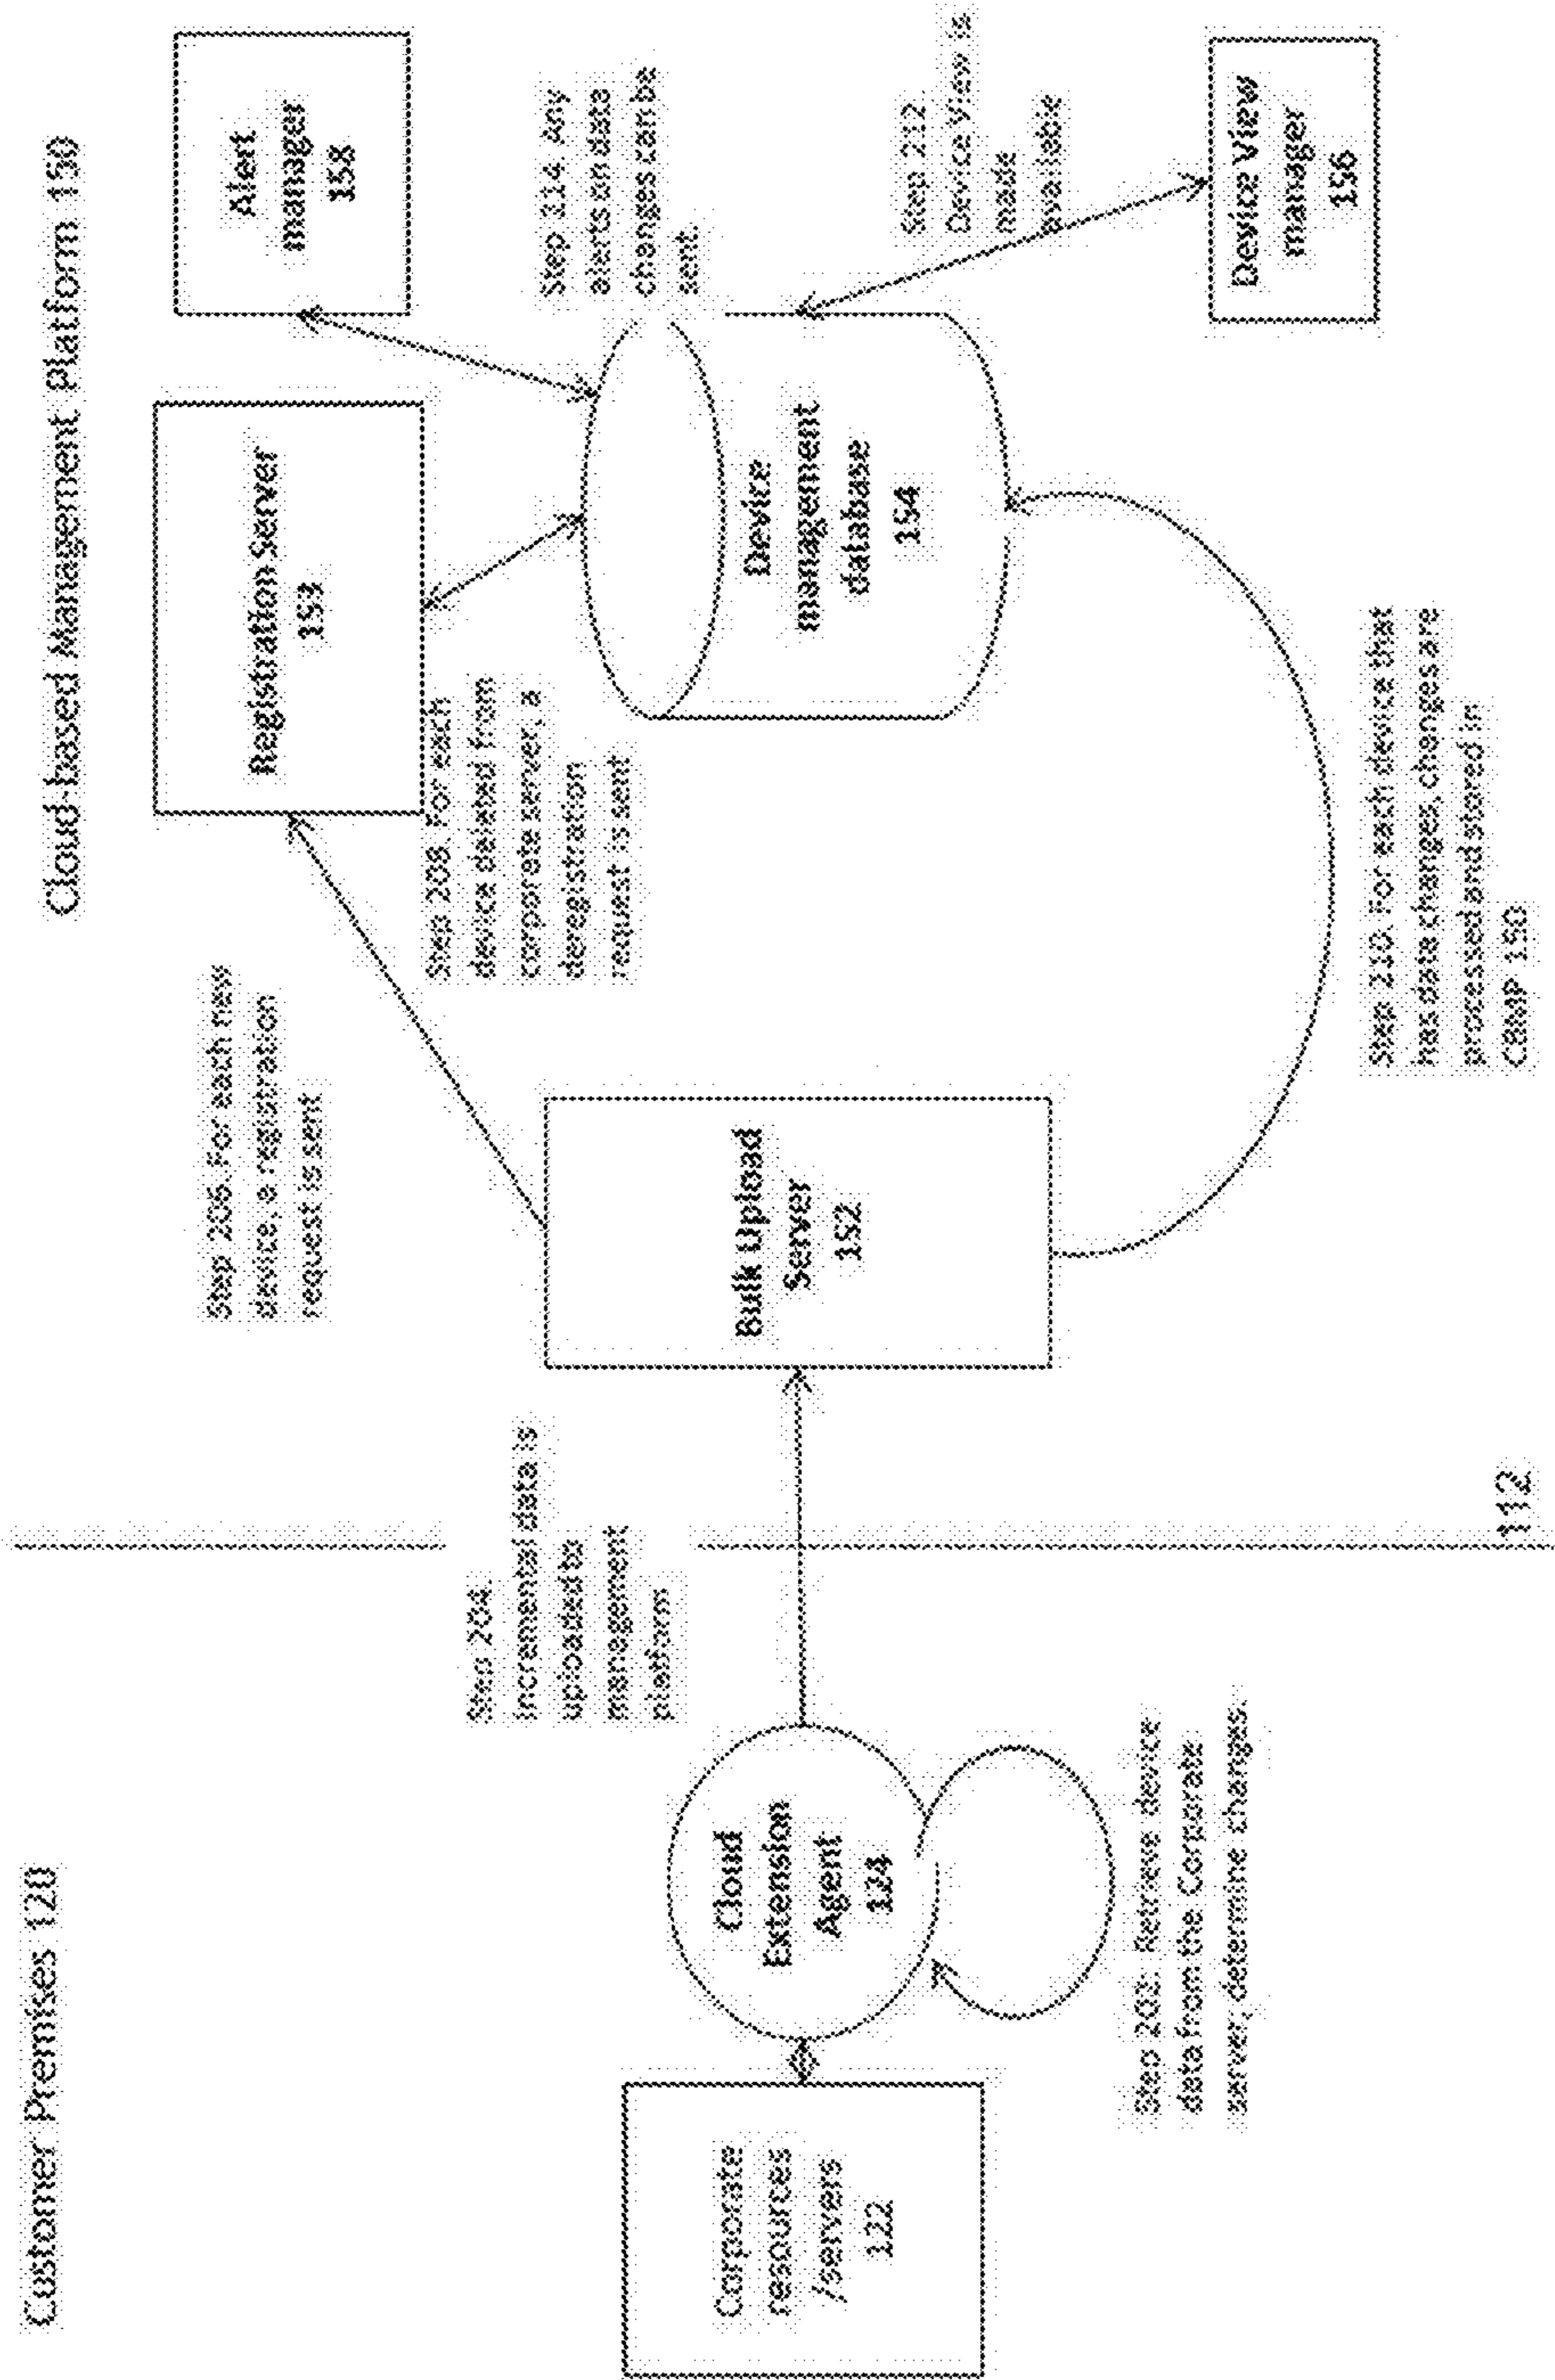 Customer Premises 120
Cloud-based Management Platform 150
Corporate
resources
/servers
122
Cloud
Extension
Agent
124
Step 202. Retrieve device
data from the Corporate
server, determine changes.
Step 204.
Incremental data is
uploaded to
management
platform
112
Bulk Upload
Server
152
Step 206. For each new
device, a registration
request is sent
Registration Server
153
Step 208. For each
device deleted from
corporate server, a
deregistration
request is sent
Device
management
database
154
Step 210. For each device that
has data changes, changes are
processed and stored in
CBMP 150
Alert
manager
158
Step 214. Any
alerts on data
changes can be
sent.
Step 212.
Device View is
made
available
Device View
manager
156